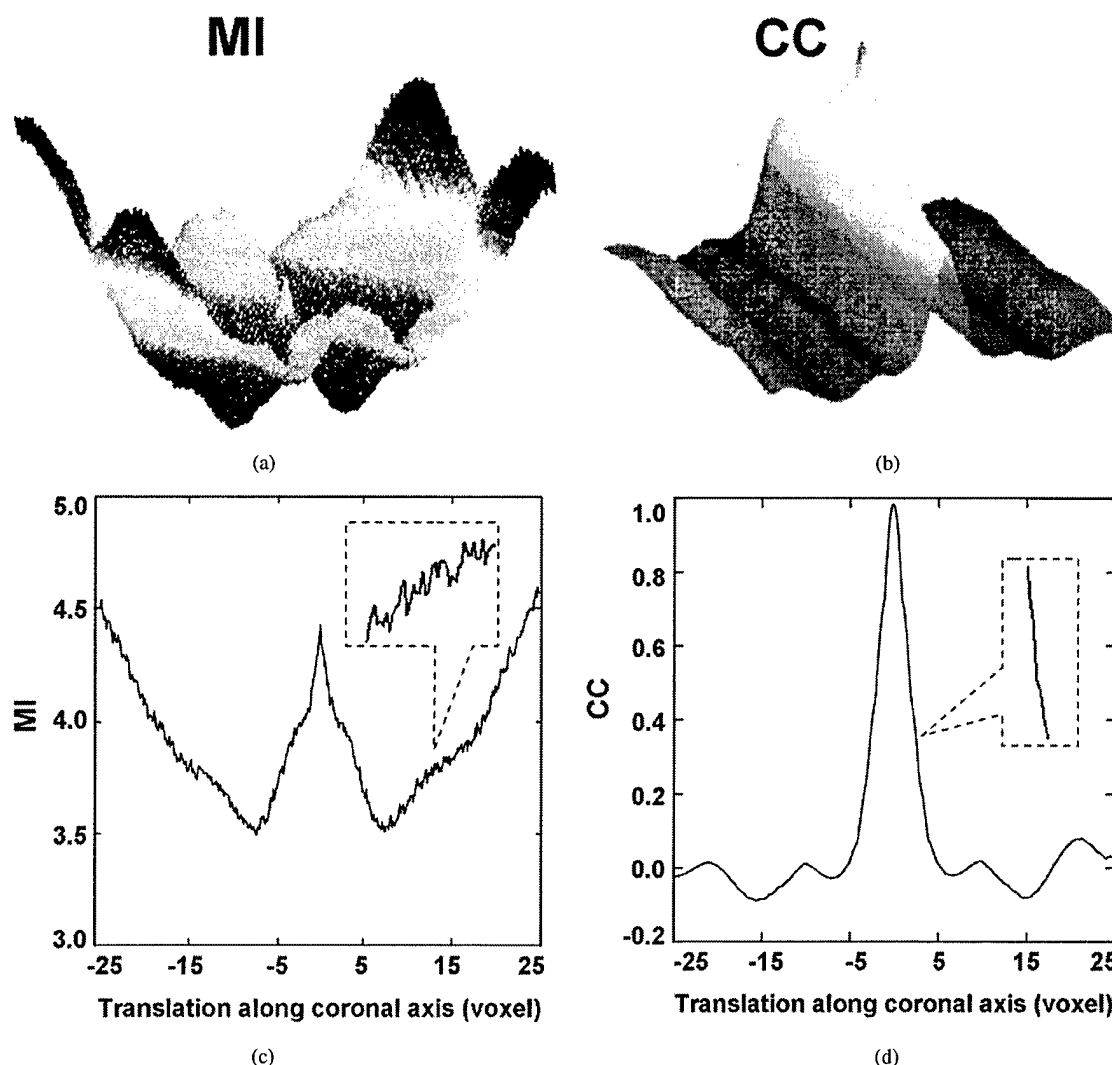 MI
CC
(a)
(b)
5.0
4.5
4.0
3.5
3.0
MI
-25 -15 -5 5 15 25
Translation along coronal axis (voxel)
(c)
1.0
0.8
0.6
0.4
0.2
0.0
-0.2
CC
-25 -15 -5 5 15 25
Translation along coronal axis (voxel)
(d)